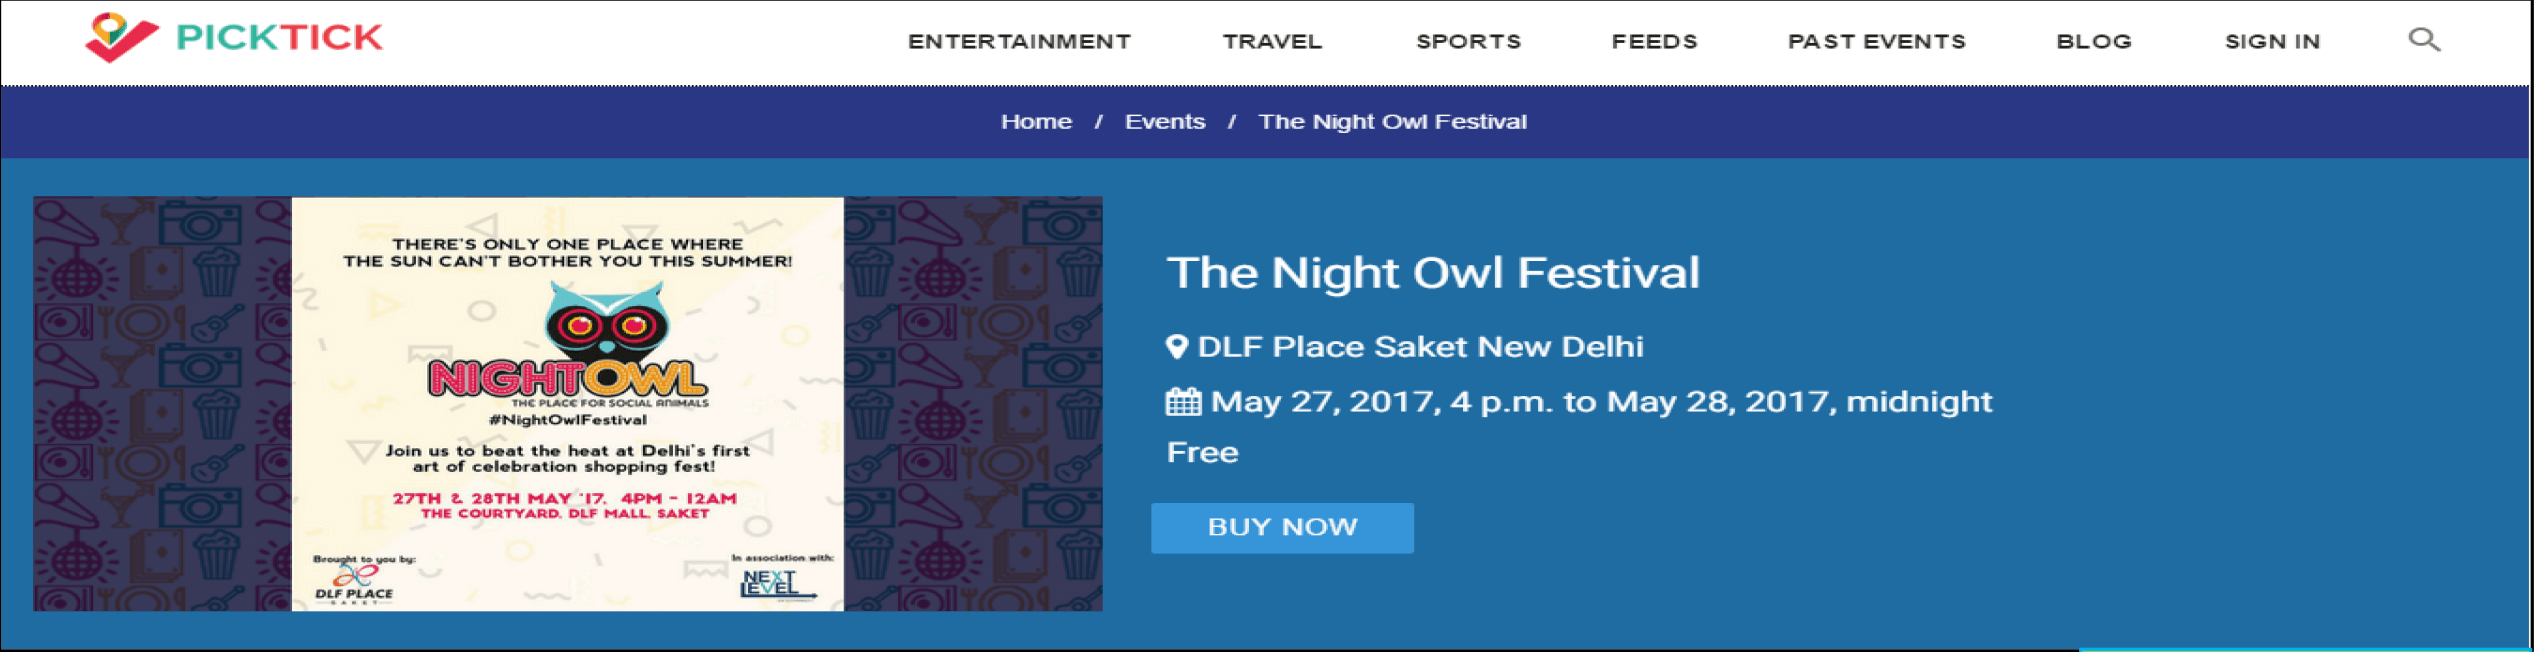 PICKTICK
ENTERTAINMENT TRAVEL SPORTS FEEDS PAST EVENTS BLOG SIGN IN
Home / Events / The Night Owl Festival
THERE'S ONLY ONE PLACE WHERE
THE SUN CAN'T BOTHER YOU THIS SUMMER!
NIGHTOWL
THE PLACE FOR SOCIAL ANIMALS
#NightOwlFestival
Join us to beat the heat at Delhi's first
art of celebration shopping fest!
27TH & 28TH MAY '17, 4PM - 12AM
THE COURTYARD, DLF MALL, SAKET
Brought to you by:
DLF PLACE
SAKET
In association with:
NEXT
LEVEL
The Night Owl Festival
DLF Place Saket New Delhi
May 27, 2017, 4 p.m. to May 28, 2017, midnight
Free
BUY NOW